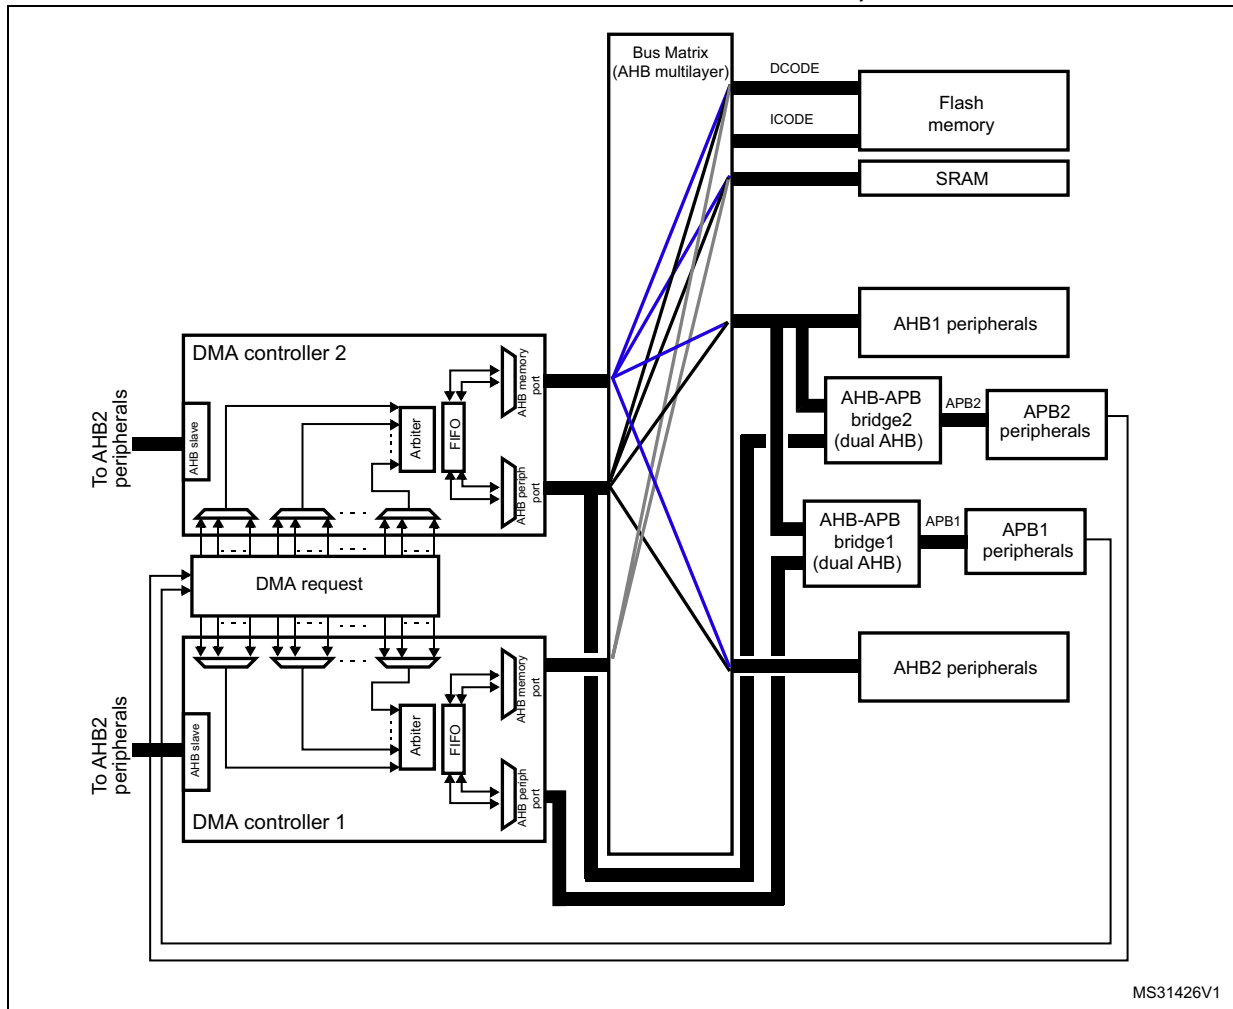 Bus Matrix
(AHB multilayer)
DCODE
ICODE
Flash
memory
SRAM
AHB1 peripherals
DMA controller 2
To AHB2
peripherals
AHB slave
Arbiter
FIFO
AHB memory
port
AHB periph
port
AHB-APB
bridge2
(dual AHB)
APB2
APB2
peripherals
AHB-APB
bridge1
(dual AHB)
APB1
APB1
peripherals
DMA request
AHB2 peripherals
To AHB2
peripherals
AHB slave
Arbiter
FIFO
AHB memory
port
AHB periph
port
DMA controller 1
MS31426V1